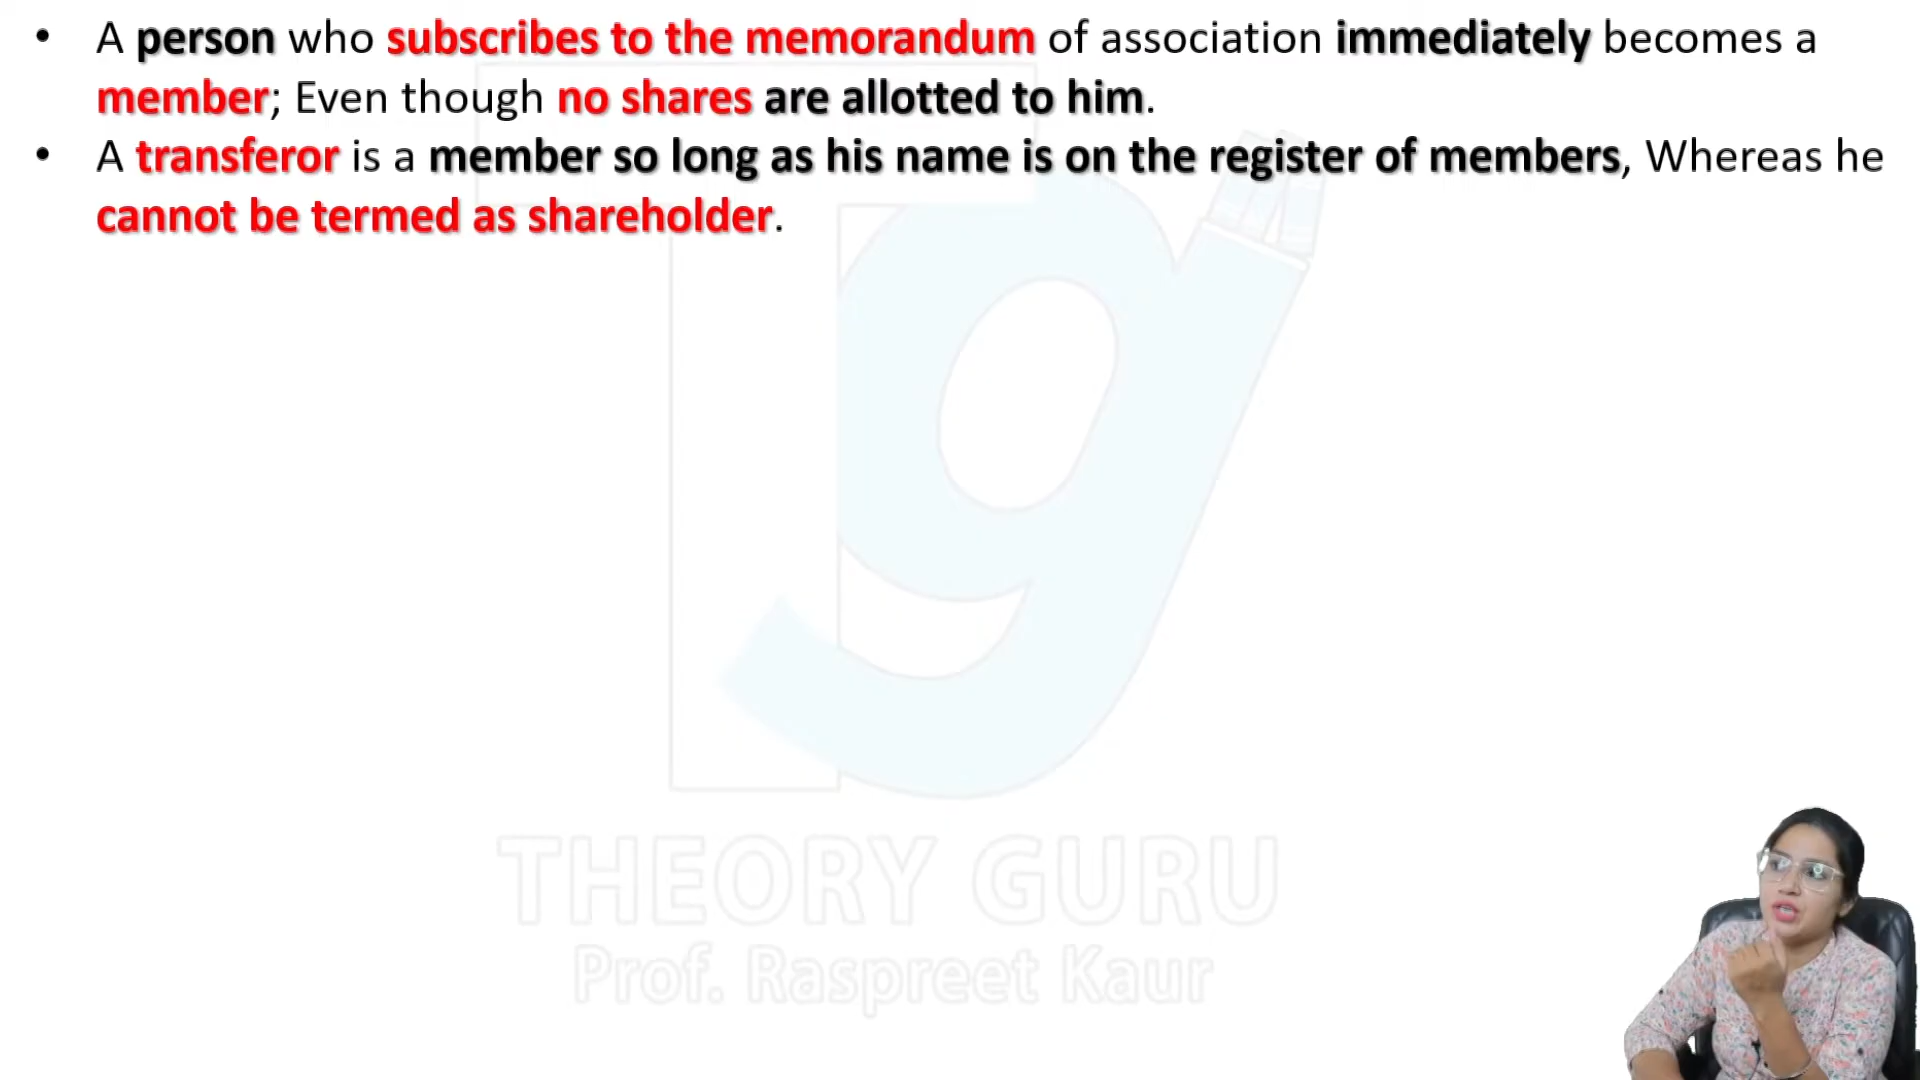 • A person who subscribes to the memorandum of association immediately becomes a
member; Even though no shares are allotted to him.
• A transferor is a member so long as his name is on the register of members, Whereas he
cannot be termed as shareholder.
Tg
THEORY GURU
Prof. Raspreet Kaur